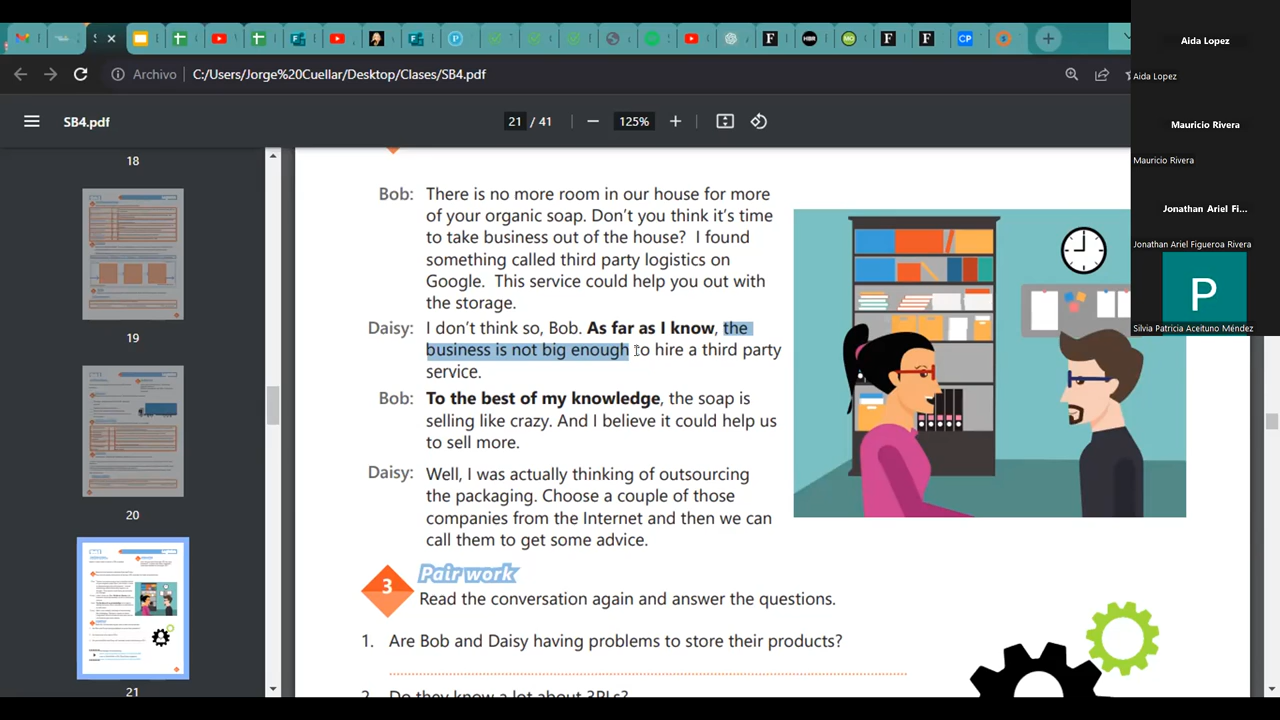 Archivo
C:/Users/Jorge%20Cuellar/Desktop/Clases/SB4.pdf
SB4.pdf
21 / 41
125%
18
19
20
21
Bob: There is no more room in our house for more
of your organic soap. Don't you think it's time
to take business out of the house? I found
something called third party logistics on
Google. This service could help you out with
the storage.
Daisy: I don't think so, Bob. As far as I know, the
business is not big enough to hire a third party
service.
Bob: To the best of my knowledge, the soap is
selling like crazy. And I believe it could help us
to sell more.
Daisy: Well, I was actually thinking of outsourcing
the packaging. Choose a couple of those
companies from the Internet and then we can
call them to get some advice.
3 Pair work
Read the conversation again and answer the questions.
1. Are Bob and Daisy having problems to store their products?
2. Do they know a lot about 3PLs?
Aida Lopez
Aida Lopez
Mauricio Rivera
Mauricio Rivera
Jonathan Ariel Fi...
Jonathan Ariel Figueroa Rivera
P
Silvia Patricia Aceituno Méndez